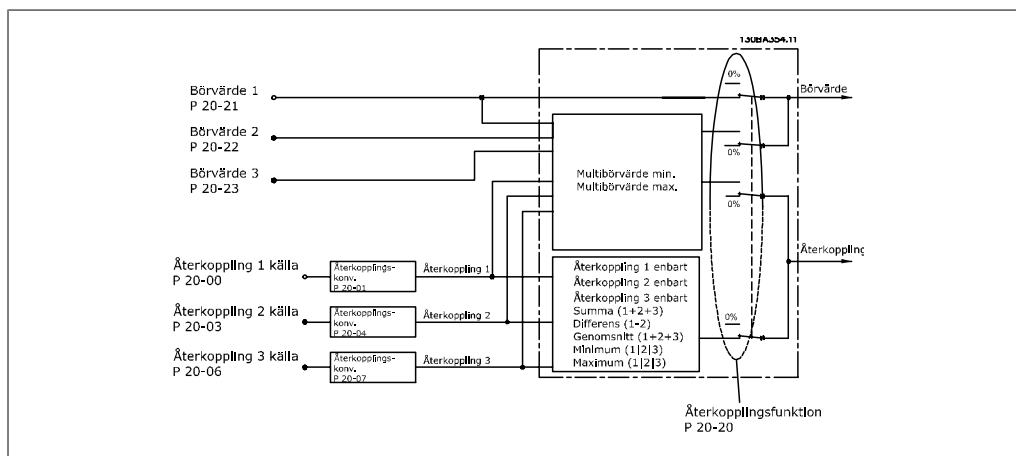 130BA354.11
Börvärde 1
P 20-21
Börvärde 2
P 20-22
Börvärde 3
P 20-23
0%
Börvärde
0%
Multibörvärde min.
Multibörvärde max.
0%
Återkoppling
Återkoppling 1 källa
P 20-00
Återkopplings-
konv.
P 20-01
Återkoppling 1
Återkoppling 2 källa
P 20-03
Återkopplings-
konv.
P 20-04
Återkoppling 2
Återkoppling 3 källa
P 20-06
Återkopplings-
konv.
P 20-07
Återkoppling 3
Återkoppling 1 enbart
Återkoppling 2 enbart
Återkoppling 3 enbart
Summa (1+2+3)
Differens (1-2)
Genomsnitt (1+2+3)
Minimum (1|2|3)
Maximum (1|2|3)
0%
Återkopplingsfunktion
P 20-20